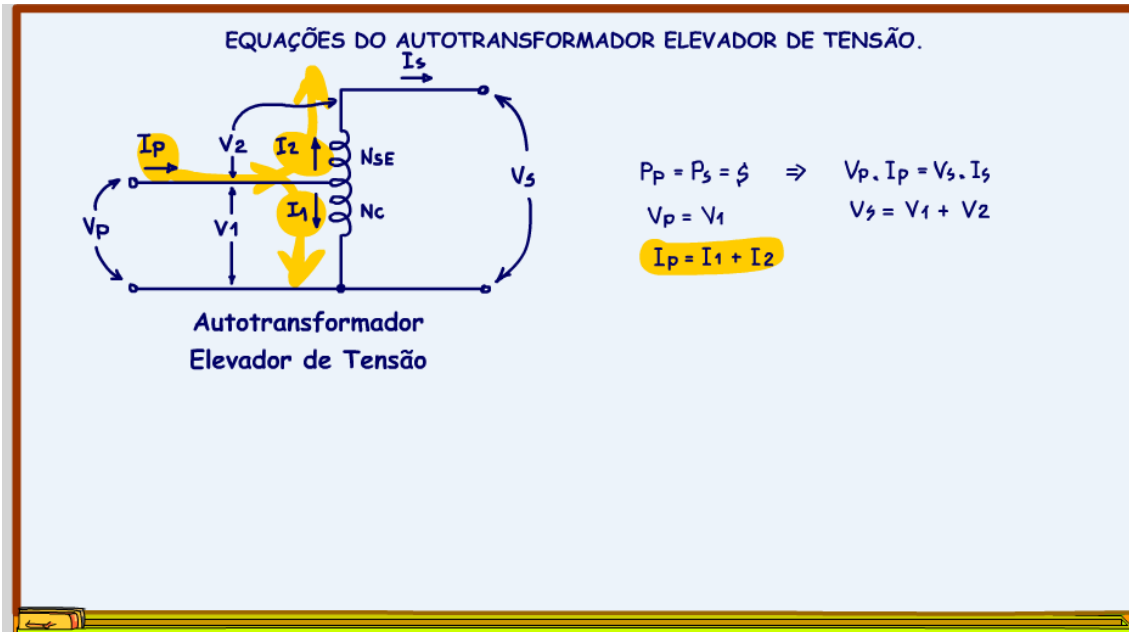 EQUAÇÕES DO AUTOTRANSFORMADOR ELEVADOR DE TENSÃO.
Is
Ip
V2
I2
NSE
Vs
Vp
V1
I1
Nc
Autotransformador
Elevador de Tensão
Pp = Ps = $ ⇒ Vp . Ip = Vs . Is
Vp = V1
Vs = V1 + V2
Ip = I1 + I2